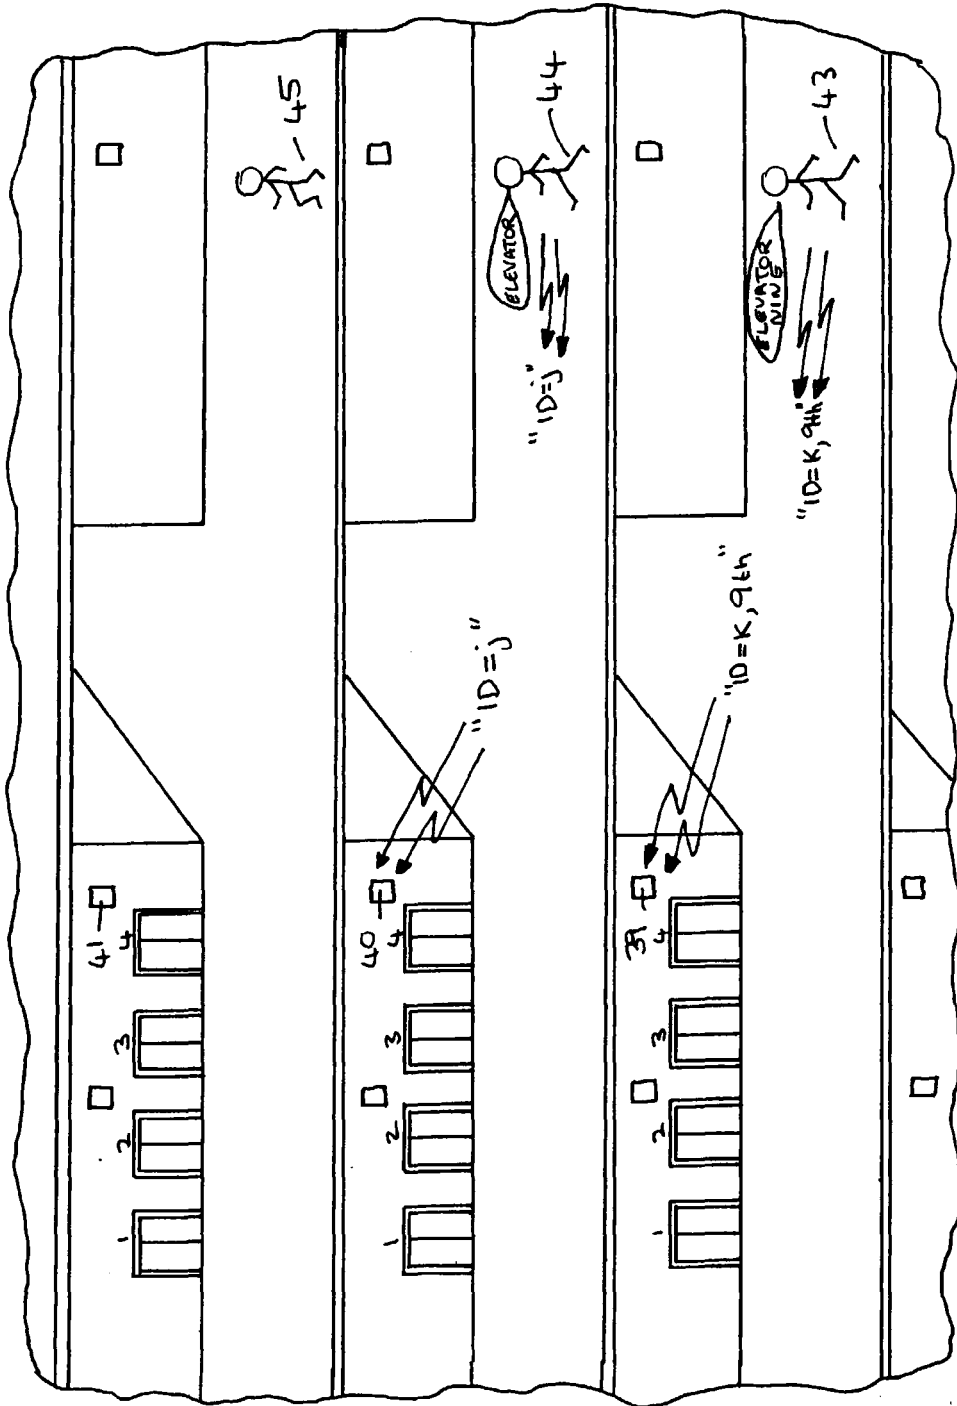 45
41
1
2
3
4
44
ELEVATOR
"ID=j"
"ID=j"
40
1
2
3
4
43
ELEVATOR
NINE
"ID=K, 9th"
"ID=K, 9th"
39
1
2
3
4